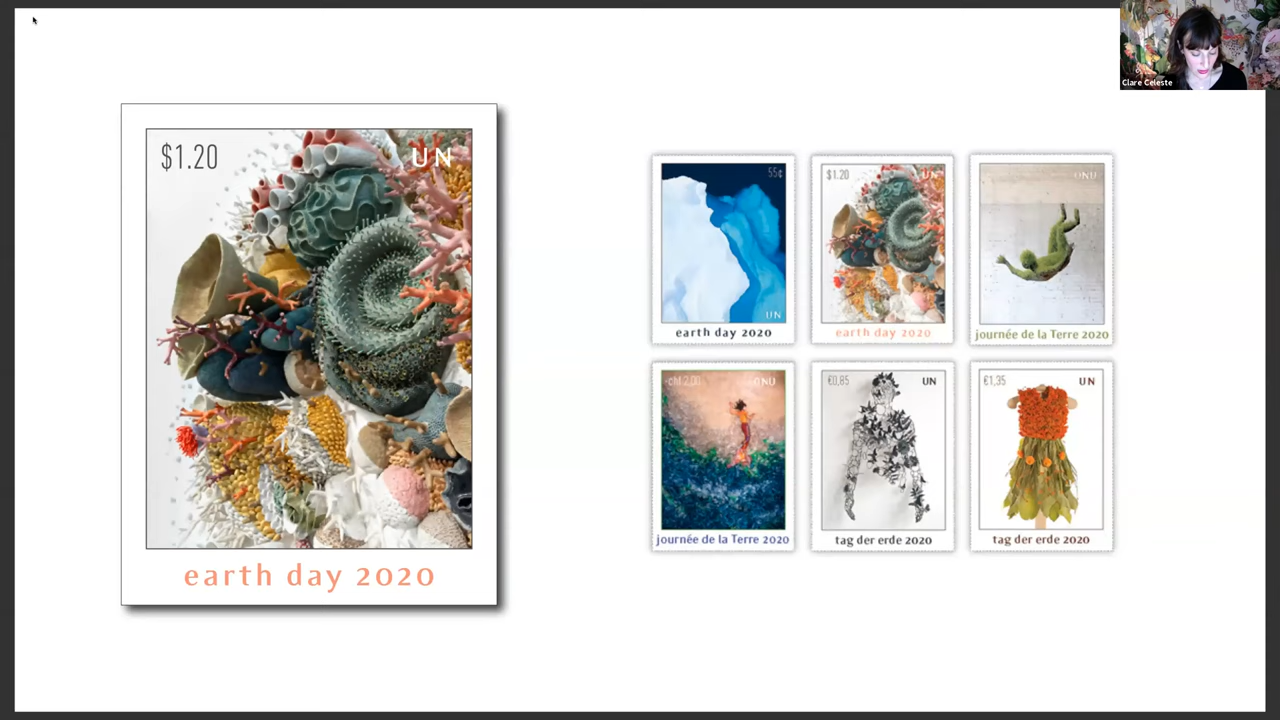 Clare Celeste
$1.20
UN
earth day 2020
55¢
UN
earth day 2020
$1.20
UN
earth day 2020
ONU
journée de la Terre 2020
ONU
journée de la Terre 2020
€0,85
UN
tag der erde 2020
€1,35
UN
tag der erde 2020